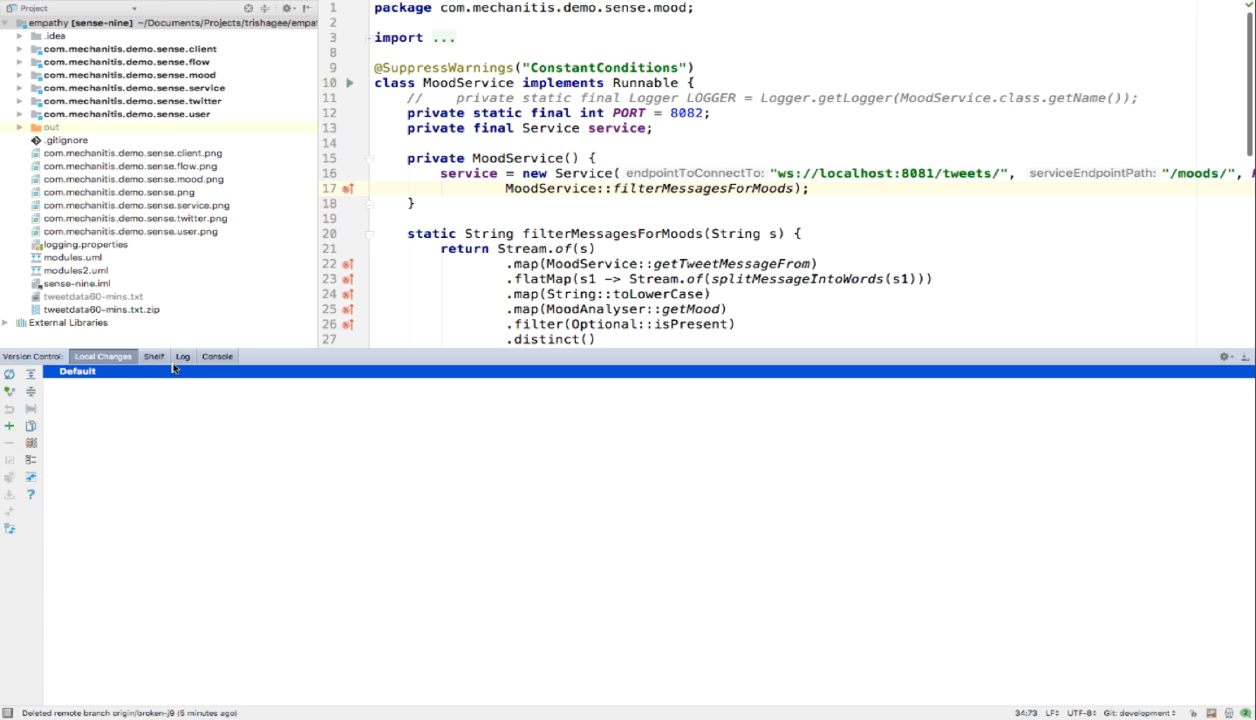 Project
empathy [sense-nine] ~/Documents/Projects/trishagee/empat
.idea
com.mechanitis.demo.sense.client
com.mechanitis.demo.sense.flow
com.mechanitis.demo.sense.mood
com.mechanitis.demo.sense.service
com.mechanitis.demo.sense.twitter
com.mechanitis.demo.sense.user
out
.gitignore
com.mechanitis.demo.sense.client.png
com.mechanitis.demo.sense.flow.png
com.mechanitis.demo.sense.mood.png
com.mechanitis.demo.sense.png
com.mechanitis.demo.sense.service.png
com.mechanitis.demo.sense.twitter.png
com.mechanitis.demo.sense.user.png
logging.properties
modules.uml
modules2.uml
sense-nine.iml
tweetdata60-mins.txt
tweetdata60-mins.txt.zip
External Libraries
1 package com.mechanitis.demo.sense.mood;
2
3 import ...
8
9 @SuppressWarnings("ConstantConditions")
10 class MoodService implements Runnable {
11 //    private static final Logger LOGGER = Logger.getLogger(MoodService.class.getName());
12 private static final int PORT = 8082;
13 private final Service service;
14
15 private MoodService() {
16 service = new Service( endpointToConnectTo: "ws://localhost:8081/tweets/", serviceEndpointPath: "/moods/",
17 MoodService::filterMessagesForMoods);
18 }
19
20 static String filterMessagesForMoods(String s) {
21 return Stream.of(s)
22 .map(MoodService::getTweetMessageFrom)
23 .flatMap(s1 -> Stream.of(splitMessageIntoWords(s1)))
24 .map(String::toLowerCase)
25 .map(MoodAnalyser::getMood)
26 .filter(Optional::isPresent)
27 .distinct()
Version Control: Local Changes Shelf Log Console
Default
Deleted remote branch origin/broken-j9 (5 minutes ago) 34:73 LF÷ UTF-8÷ Git: development÷